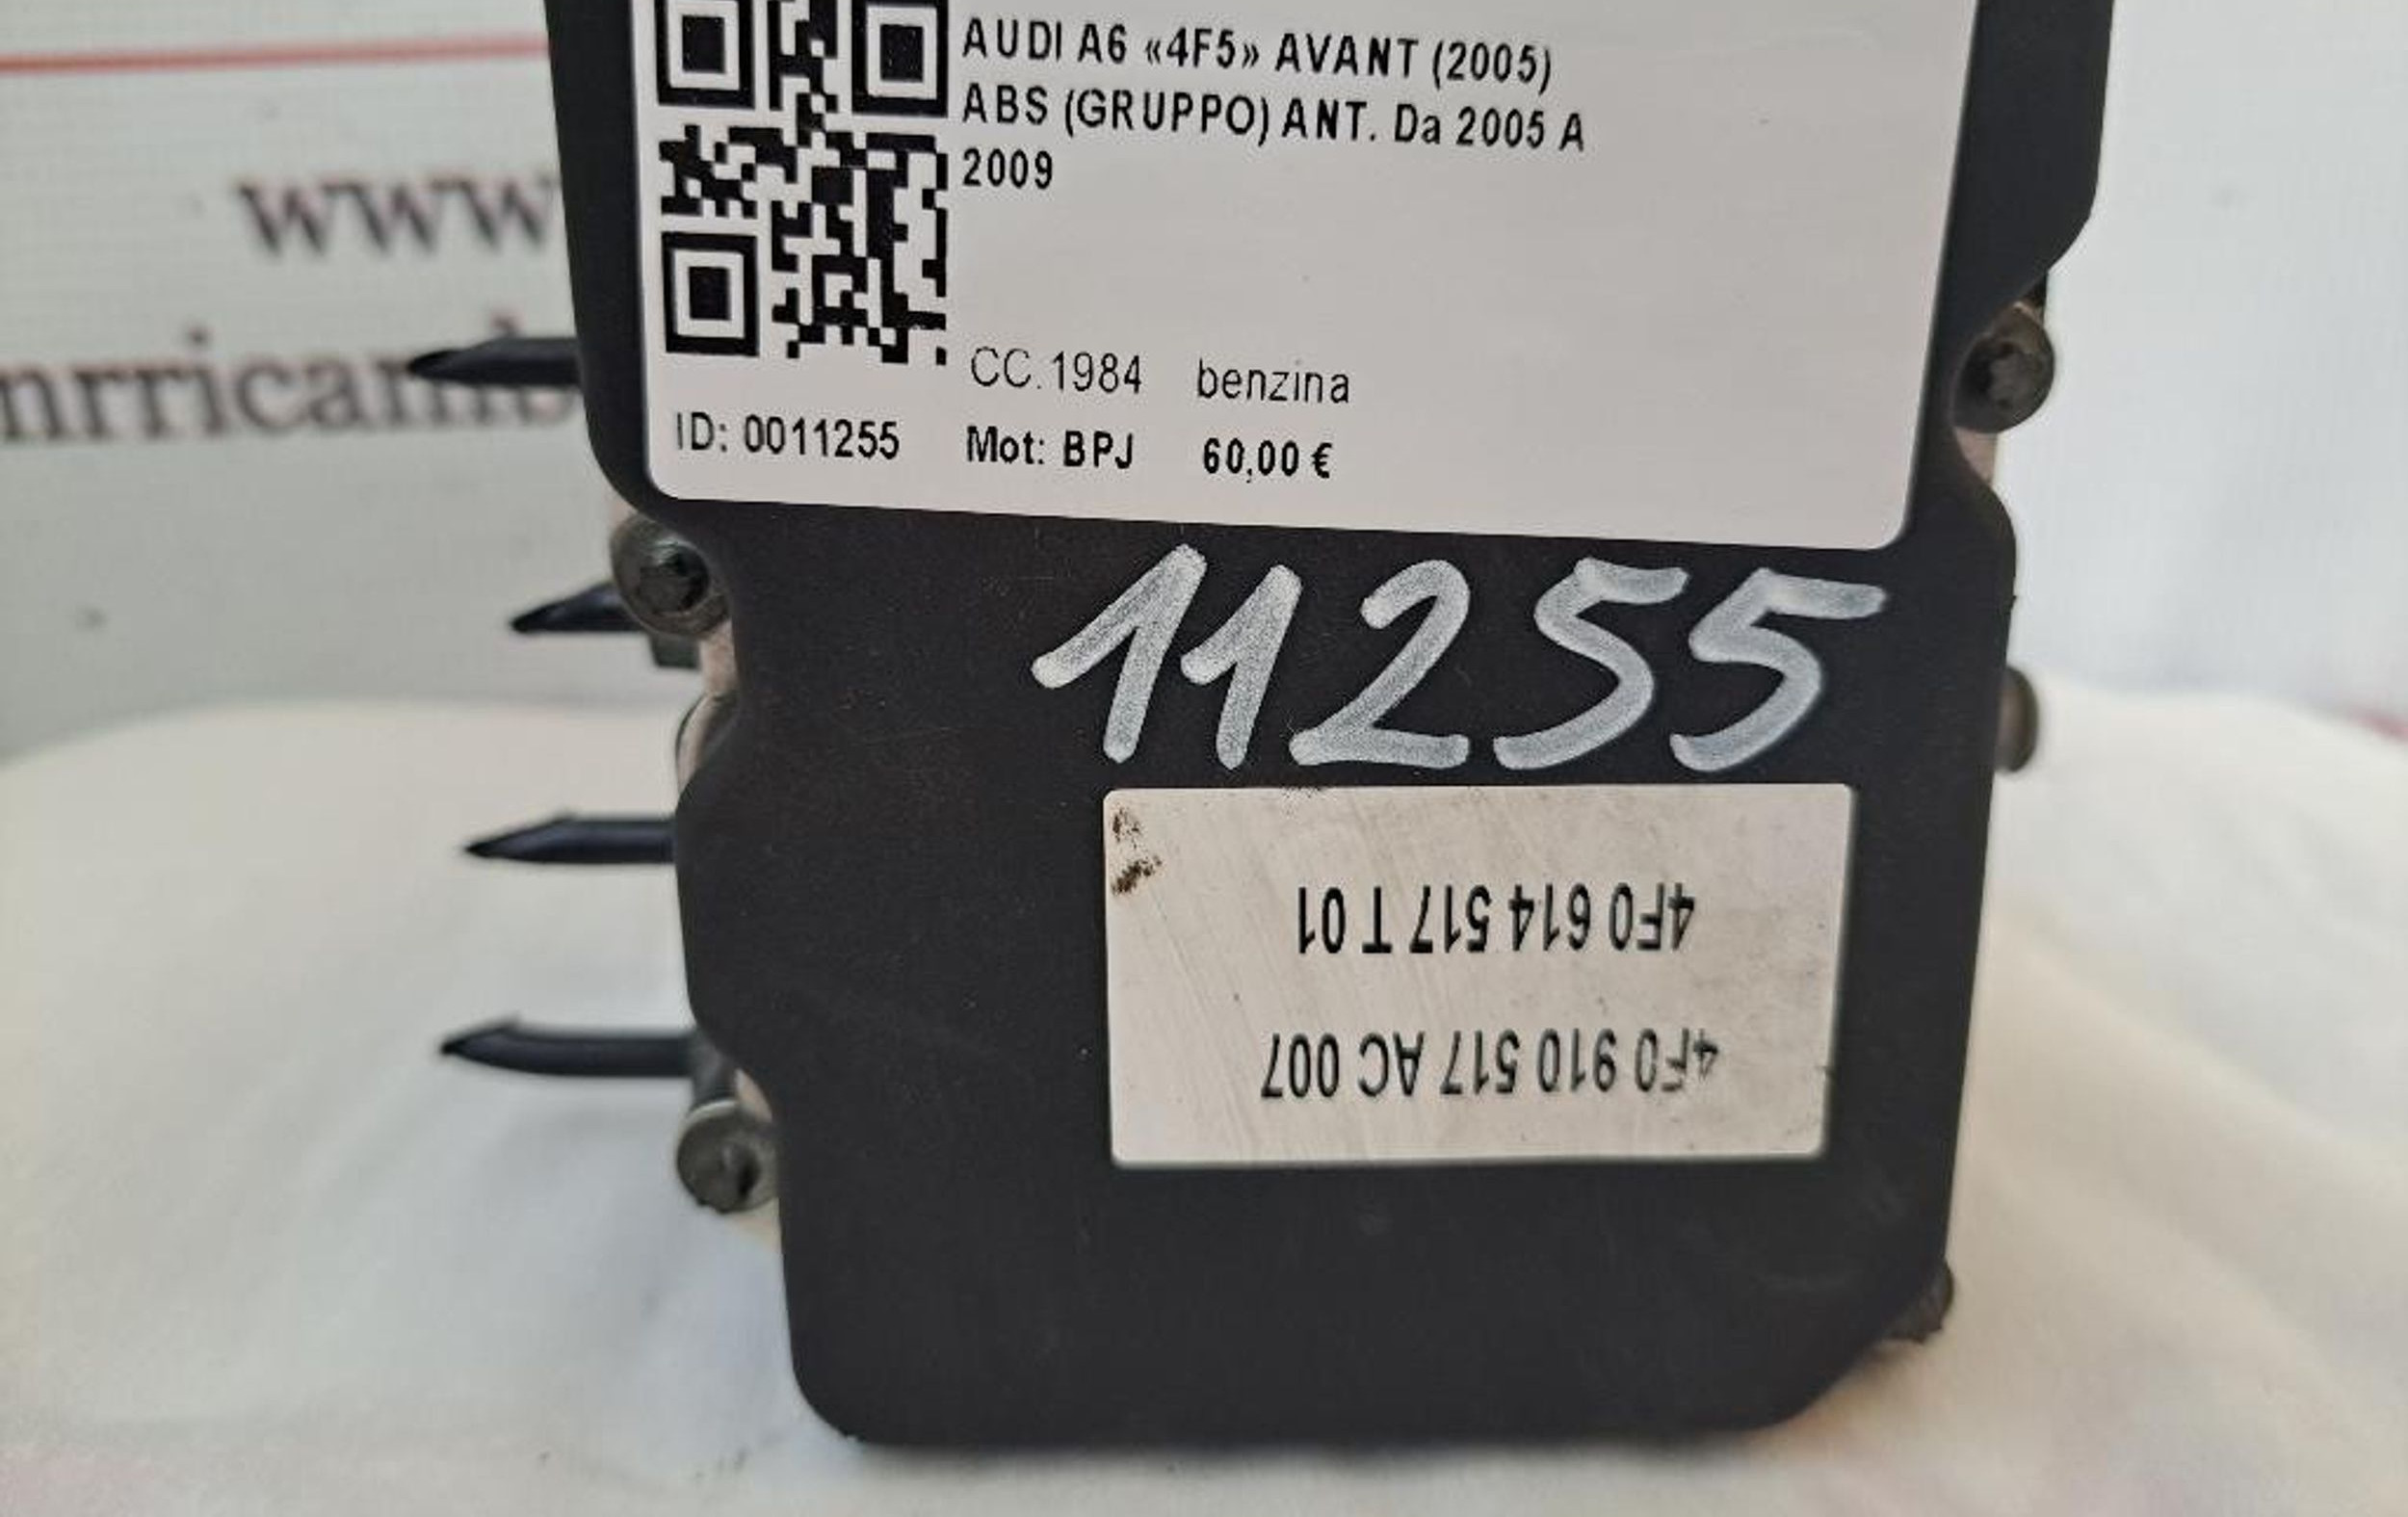 www
AUDI A6 «4F5» AVANT (2005)
ABS (GRUPPO) ANT. Da 2005 A
2009
CC.1984 benzina
ID: 0011255 Mot: BPJ 60,00 €
11255
4F0 910 517 AC 007
4F0 614 517 T 01